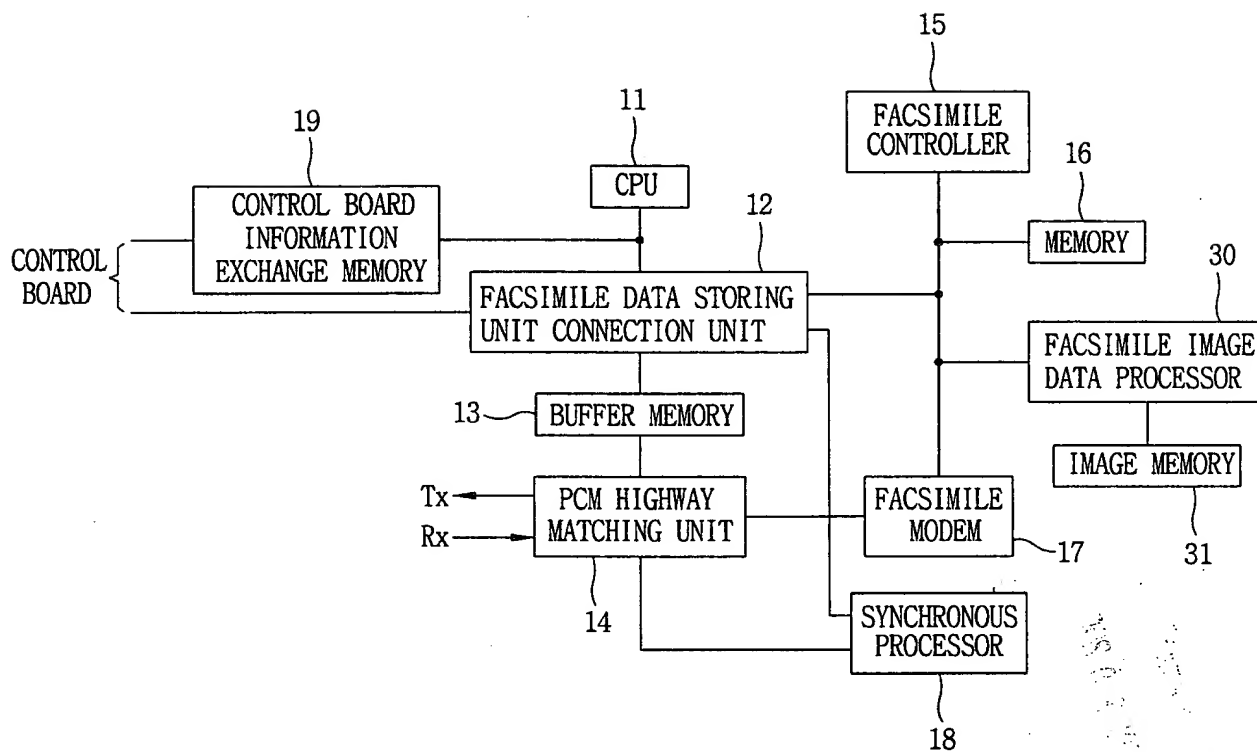 15
FACSIMILE
CONTROLLER
11
19
CPU
16
CONTROL BOARD
INFORMATION
EXCHANGE MEMORY
12
MEMORY
CONTROL
BOARD
30
FACSIMILE DATA STORING
UNIT CONNECTION UNIT
FACSIMILE IMAGE
DATA PROCESSOR
13
BUFFER MEMORY
IMAGE MEMORY
Tx
Rx
PCM HIGHWAY
MATCHING UNIT
FACSIMILE
MODEM
17
31
14
SYNCHRONOUS
PROCESSOR
18